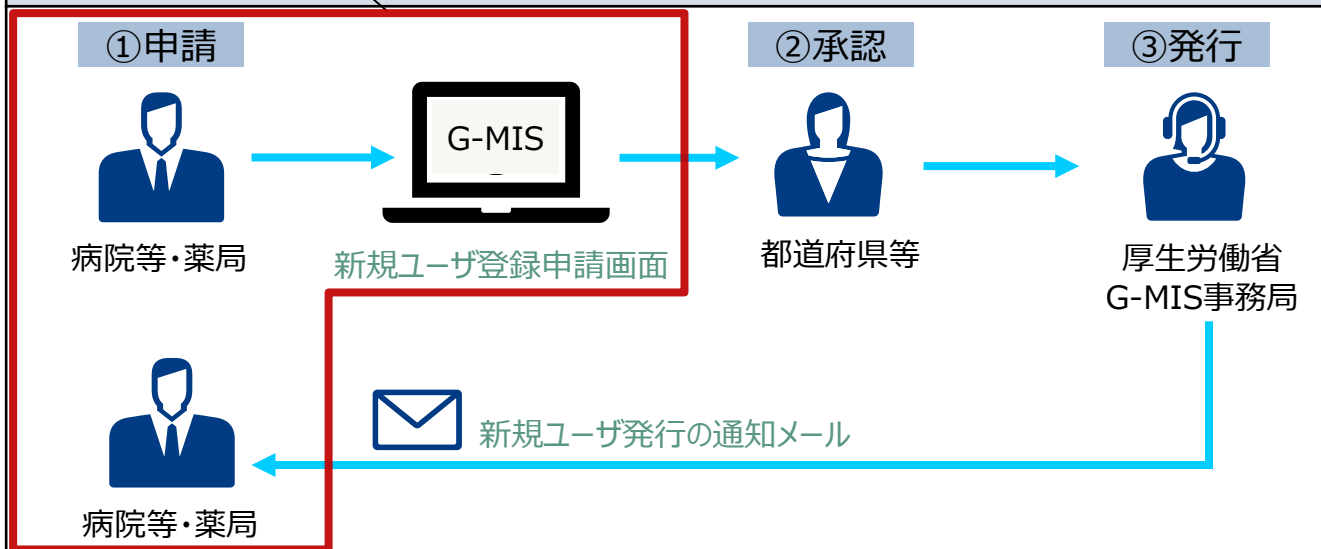 ①申請
②承認
③発行
G-MIS
病院等・薬局
新規ユーザ登録申請画面
都道府県等
厚生労働省
G-MIS事務局
新規ユーザ発行の通知メール
病院等・薬局